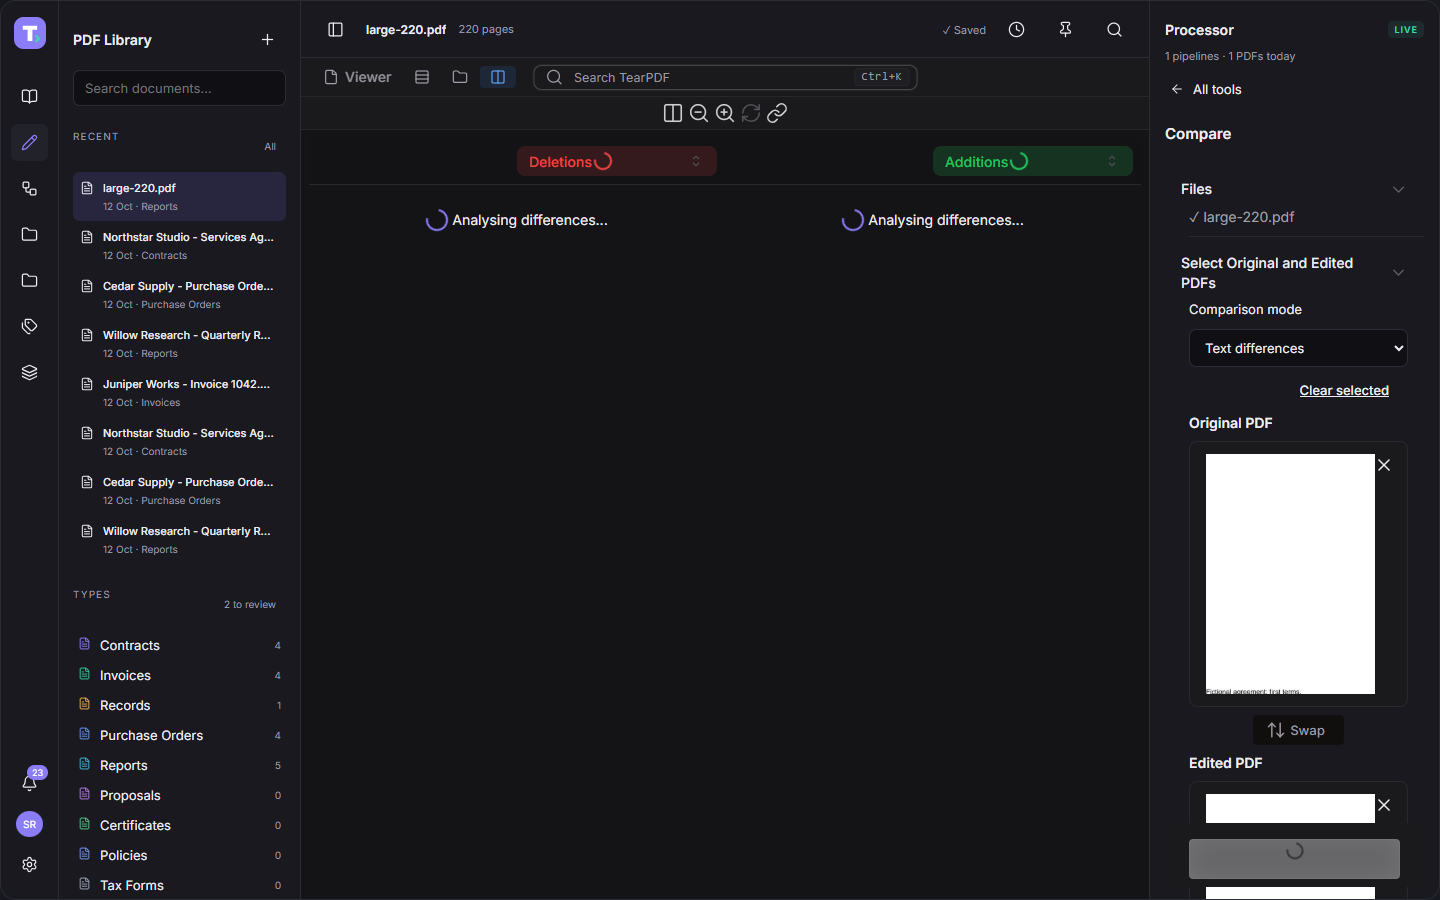 T
PDF Library
Search documents...
RECENT
All
large-220.pdf
12 Oct · Reports
Northstar Studio - Services Ag...
12 Oct · Contracts
Cedar Supply - Purchase Orde...
12 Oct · Purchase Orders
Willow Research - Quarterly R...
12 Oct · Reports
Juniper Works - Invoice 1042....
12 Oct · Invoices
Northstar Studio - Services Ag...
12 Oct · Contracts
Cedar Supply - Purchase Orde...
12 Oct · Purchase Orders
Willow Research - Quarterly R...
12 Oct · Reports
TYPES
2 to review
Contracts 4
Invoices 4
Records 1
Purchase Orders 4
Reports 5
Proposals 0
Certificates 0
Policies 0
Tax Forms 0
23
SR
large-220.pdf 220 pages
✓ Saved
Viewer
Search TearPDF Ctrl+K
Deletions
Additions
Analysing differences...
Analysing differences...
Processor
LIVE
1 pipelines · 1 PDFs today
All tools
Compare
Files
✓ large-220.pdf
Select Original and Edited
PDFs
Comparison mode
Text differences
Clear selected
Original PDF
Fictional agreement: first terms.
Swap
Edited PDF